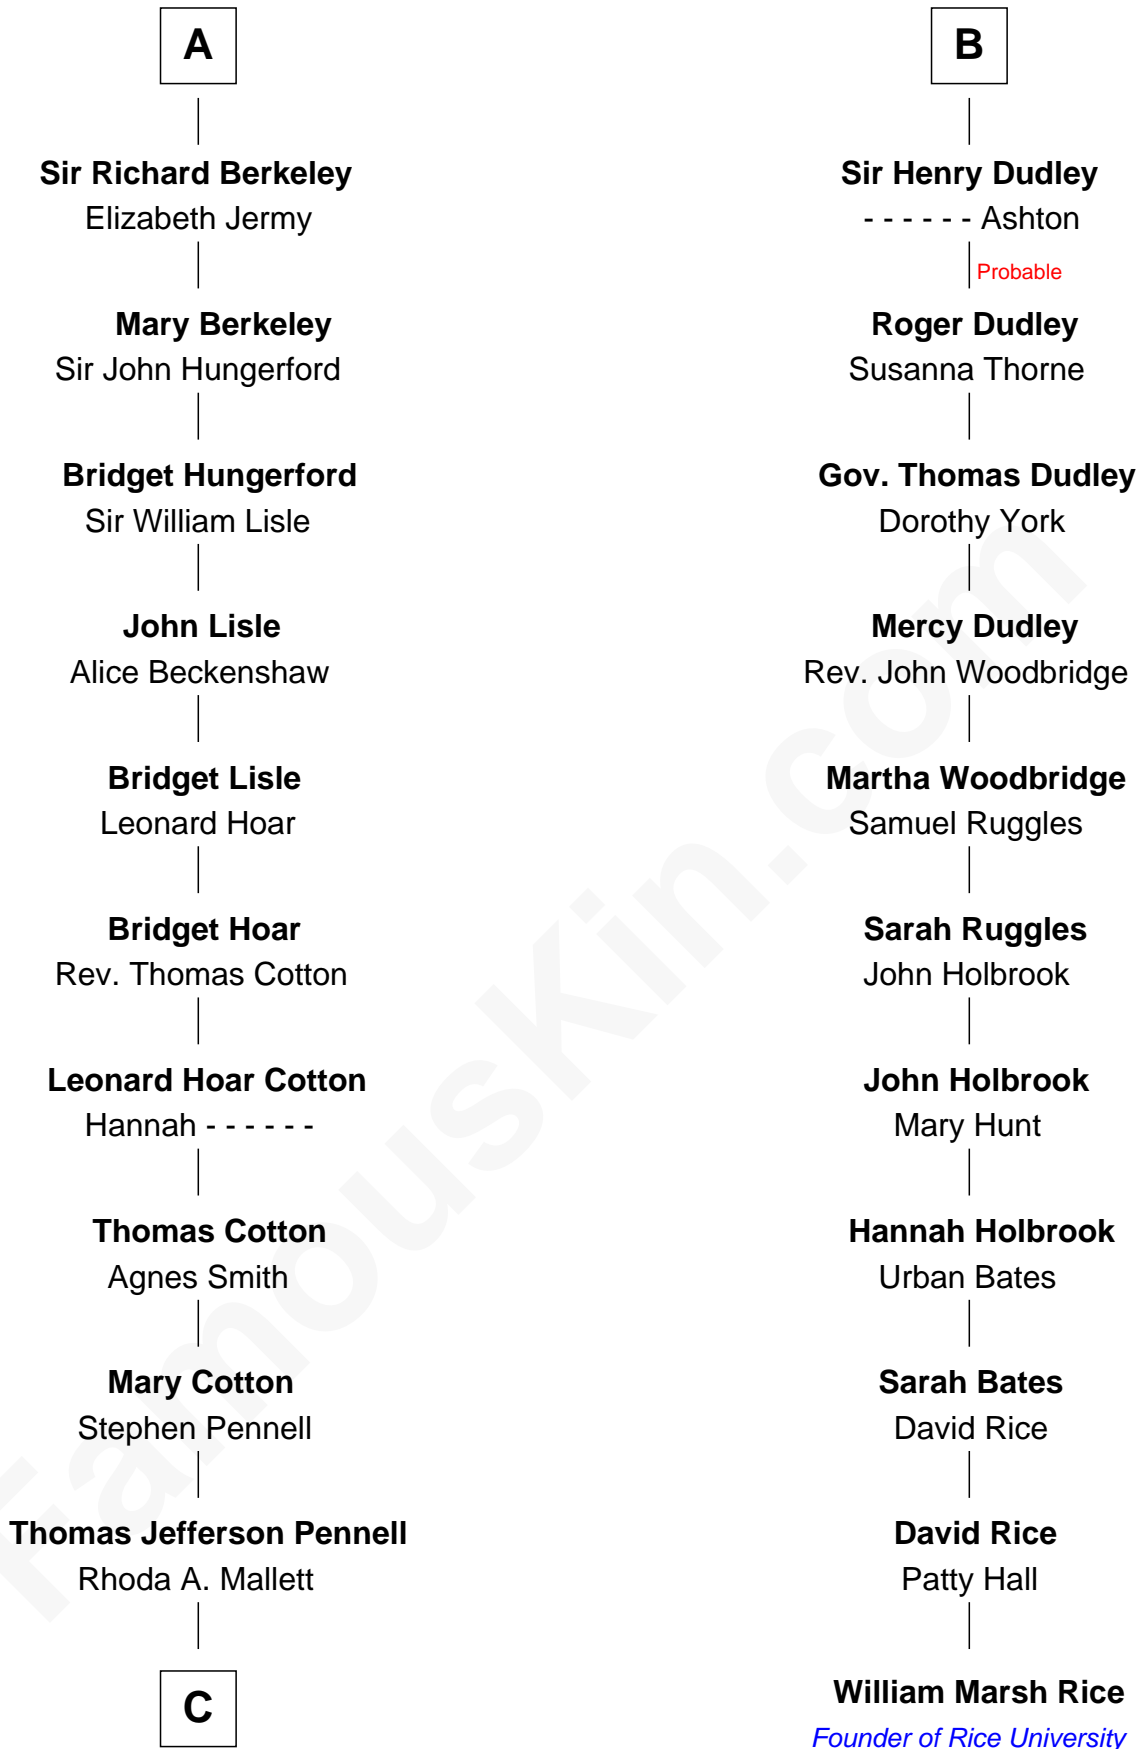 A
Sir Richard Berkeley
Elizabeth Jermy
Mary Berkeley
Sir John Hungerford
Bridget Hungerford
Sir William Lisle
John Lisle
Alice Beckenshaw
Bridget Lisle
Leonard Hoar
Bridget Hoar
Rev. Thomas Cotton
Leonard Hoar Cotton
Hannah - - - - - -
Thomas Cotton
Agnes Smith
Mary Cotton
Stephen Pennell
Thomas Jefferson Pennell
Rhoda A. Mallett
C
B
Sir Henry Dudley
- - - - - - Ashton
Probable
Roger Dudley
Susanna Thorne
Gov. Thomas Dudley
Dorothy York
Mercy Dudley
Rev. John Woodbridge
Martha Woodbridge
Samuel Ruggles
Sarah Ruggles
John Holbrook
John Holbrook
Mary Hunt
Hannah Holbrook
Urban Bates
Sarah Bates
David Rice
David Rice
Patty Hall
William Marsh Rice
Founder of Rice University
FamousKin.com